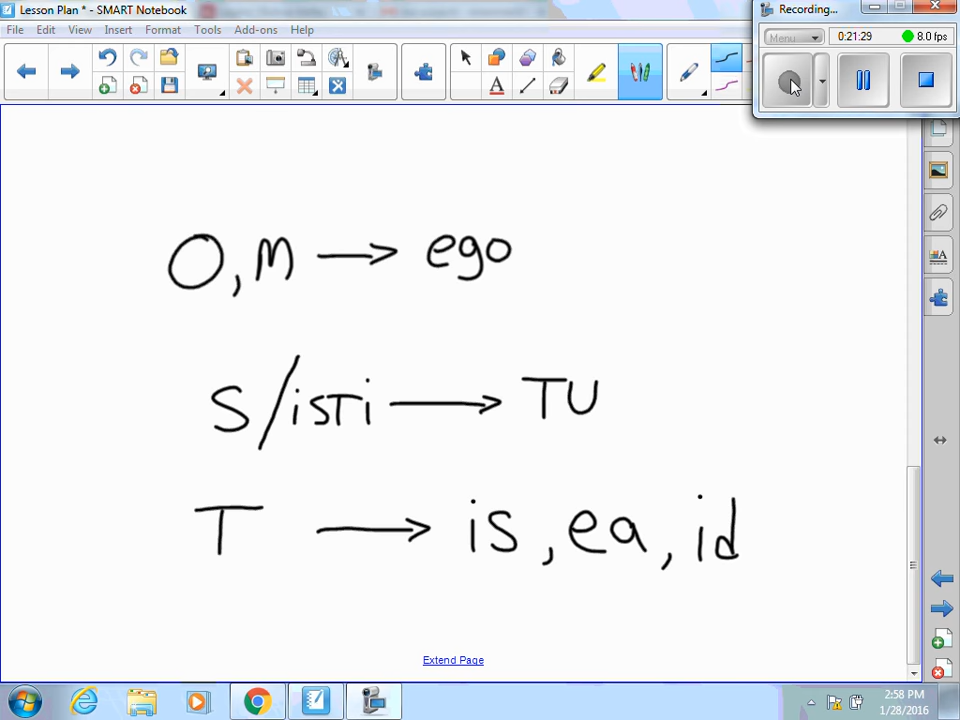 Lesson Plan * - SMART Notebook
Recording...
File Edit View Insert Format Tools Add-ons Help
Menu 0:21:29 8.0 fps
O, M → ego
S/isTi → TU
T → is, ea, id
Extend Page
2:58 PM
1/28/2016